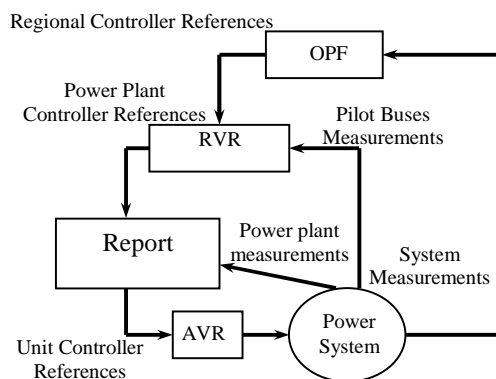 Regional Controller References
OPF
Power Plant
Controller References
Pilot Buses
Measurements
RVR
Report
Power plant
measurements
System
Measurements
Unit Controller
References
AVR
Power
System